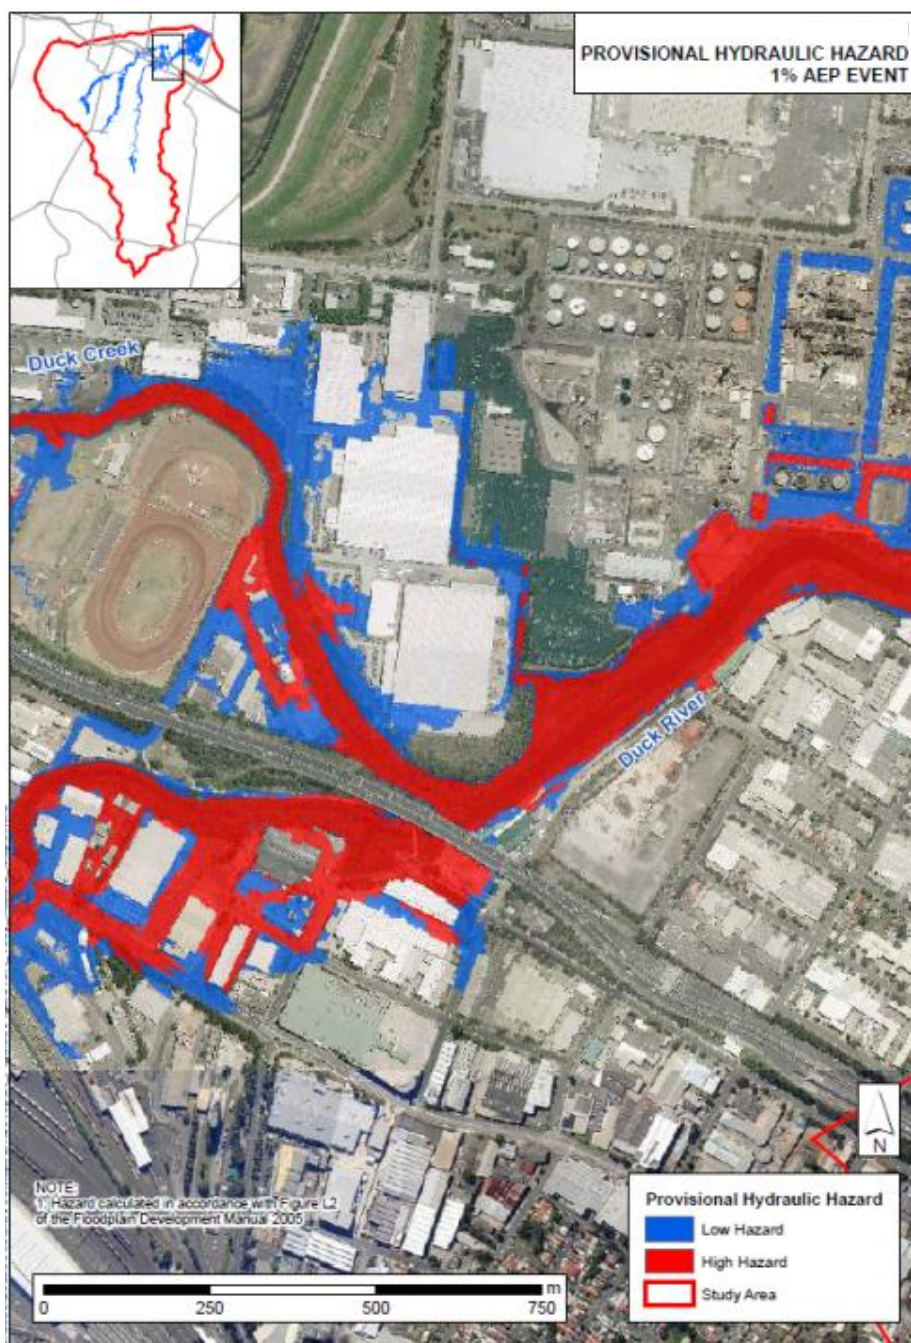 PROVISIONAL HYDRAULIC HAZARD
1% AEP EVENT
Duck Creek
Duck River
N
NOTE:
1. Hazard calculated in accordance with Figure L2
of the Floodplain Development Manual 2005
Provisional Hydraulic Hazard
Low Hazard
High Hazard
Study Area
m
0 250 500 750